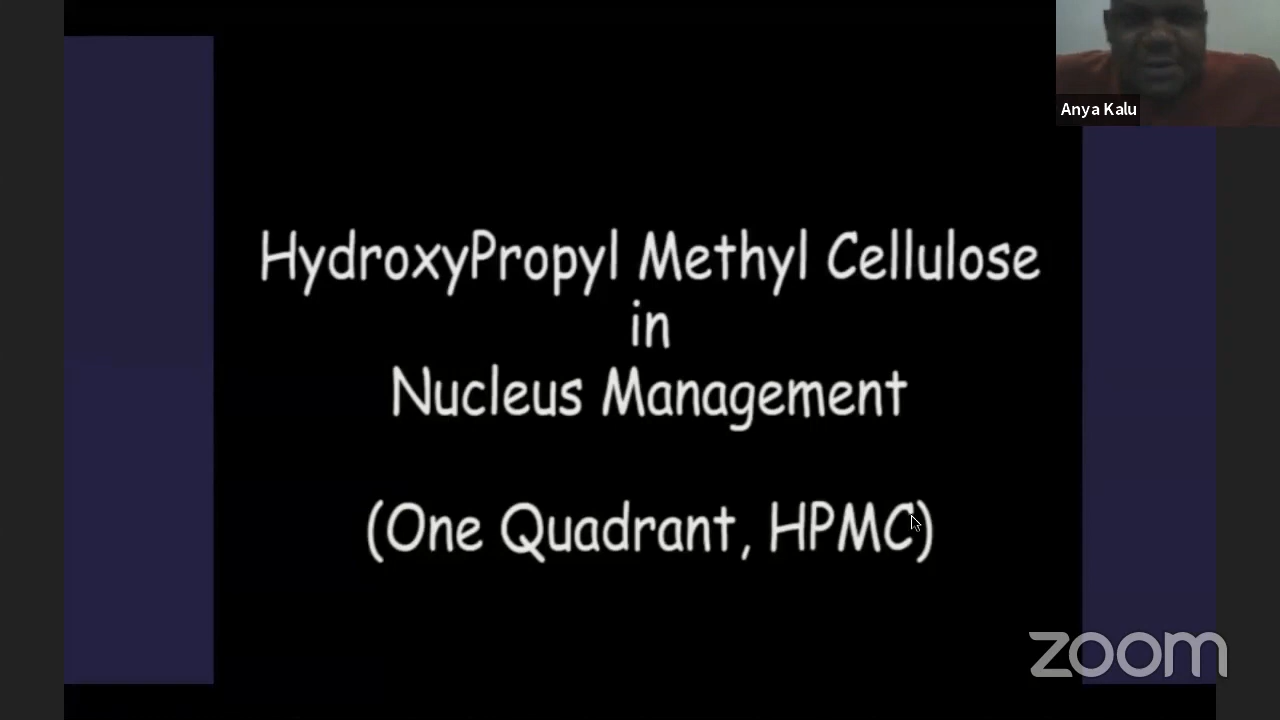 Anya Kalu
HydroxyPropyl Methyl Cellulose
in
Nucleus Management
(One Quadrant, HPMC)
zoom